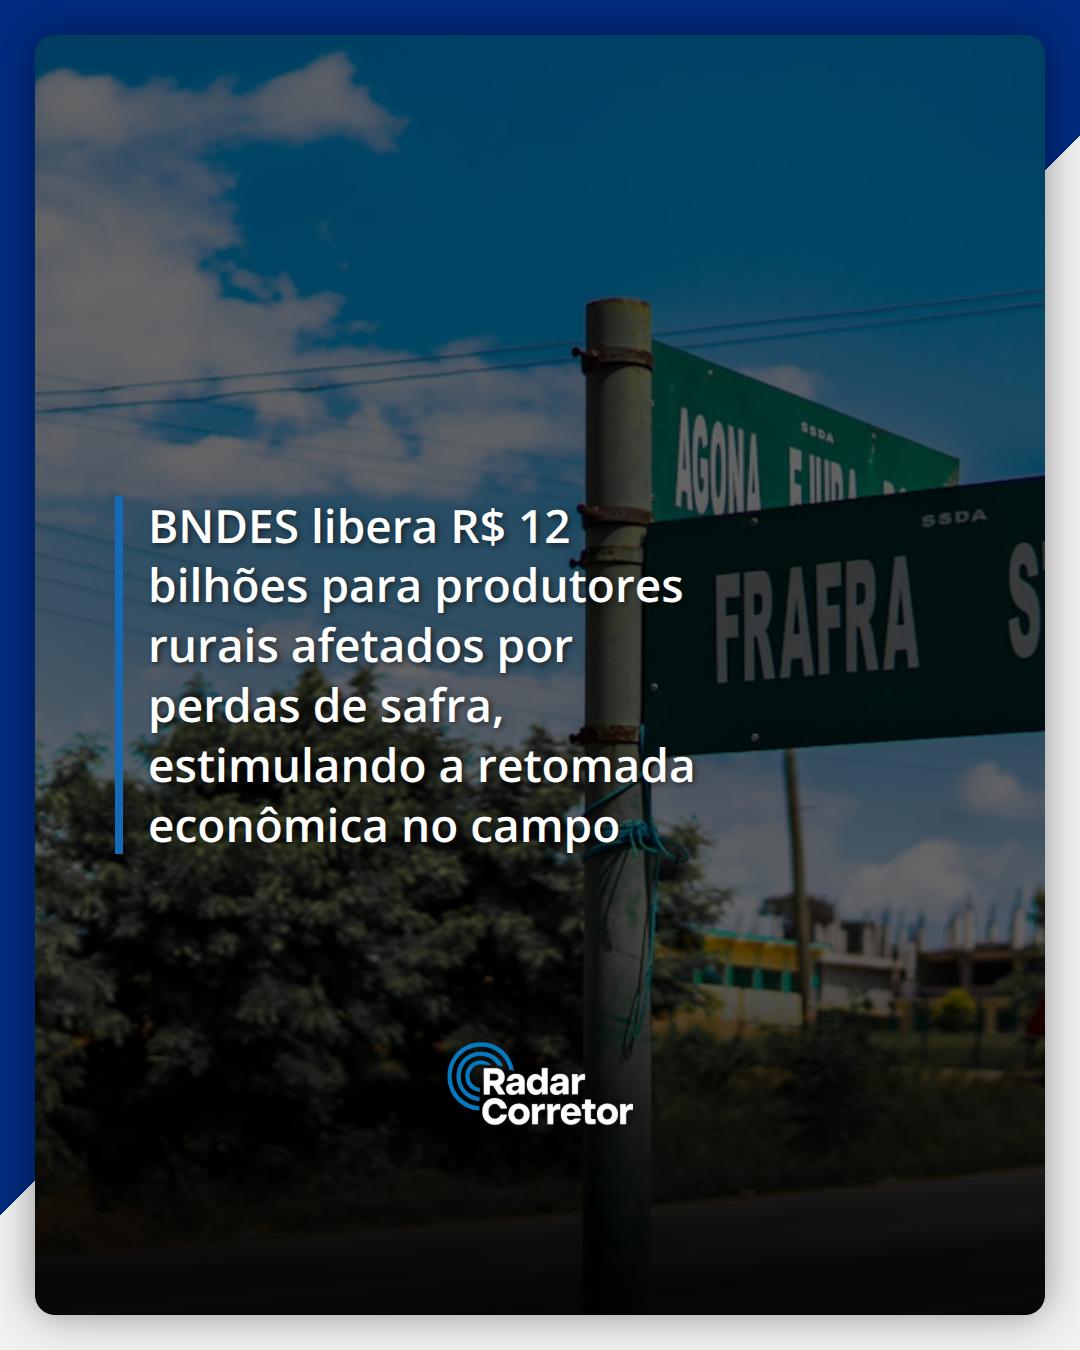 SSDA
AGONA
SSDA
FRAFRA
BNDES libera R$ 12
bilhões para produtores
rurais afetados por
perdas de safra,
estimulando a retomada
econômica no campo
Radar
Corretor